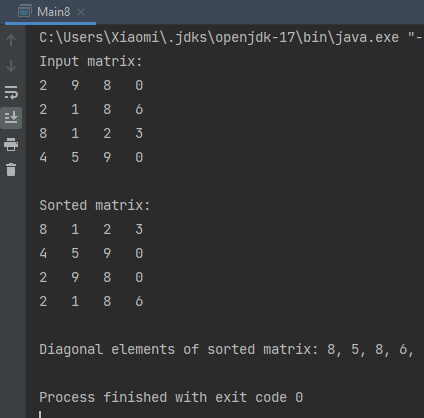 Main8
C:\Users\Xiaomi\.jdks\openjdk-17\bin\java.exe "-
Input matrix:
2 9 8 0
2 1 8 6
8 1 2 3
4 5 9 0
Sorted matrix:
8 1 2 3
4 5 9 0
2 9 8 0
2 1 8 6
Diagonal elements of sorted matrix: 8, 5, 8, 6,
Process finished with exit code 0